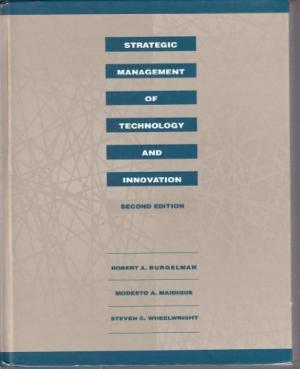 STRATEGIC
MANAGEMENT
OF
TECHNOLOGY
AND
INNOVATION
SECOND EDITION
ROBERT A. BURGELMAN
MODESTO A. MAIDIQUE
STEVEN C. WHEELWRIGHT